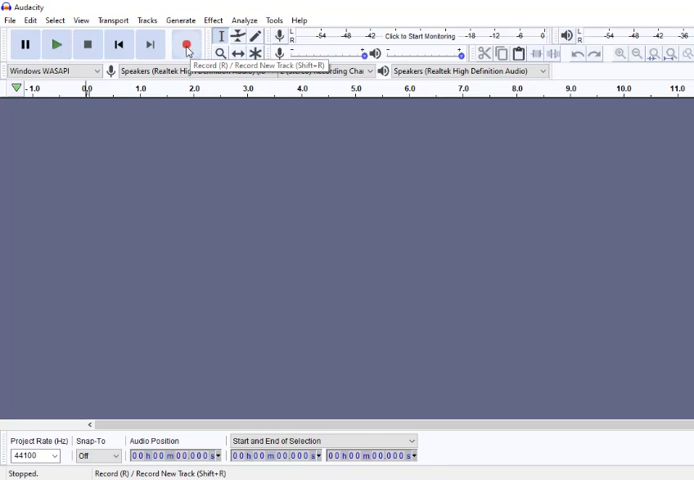 Audacity
File Edit Select View Transport Tracks Generate Effect Analyze Tools Help
L R -54 -48 -42 Click to Start Monitoring -18 -12 -6 0 L R -54 -48 -42 -36
Record (R) / Record New Track (Shift+R)
Windows WASAPI Speakers (Realtek High Definition Audio) Recording Chan Speakers (Realtek High Definition Audio)
-1.0 0.0 1.0 2.0 3.0 4.0 5.0 6.0 7.0 8.0 9.0 10.0 11.0
Project Rate (Hz) Snap-To Audio Position Start and End of Selection
44100 Off 00 h 00 m 00.000 s 00 h 00 m 00.000 s 00 h 00 m 00.000 s
Stopped. Record (R) / Record New Track (Shift+R)